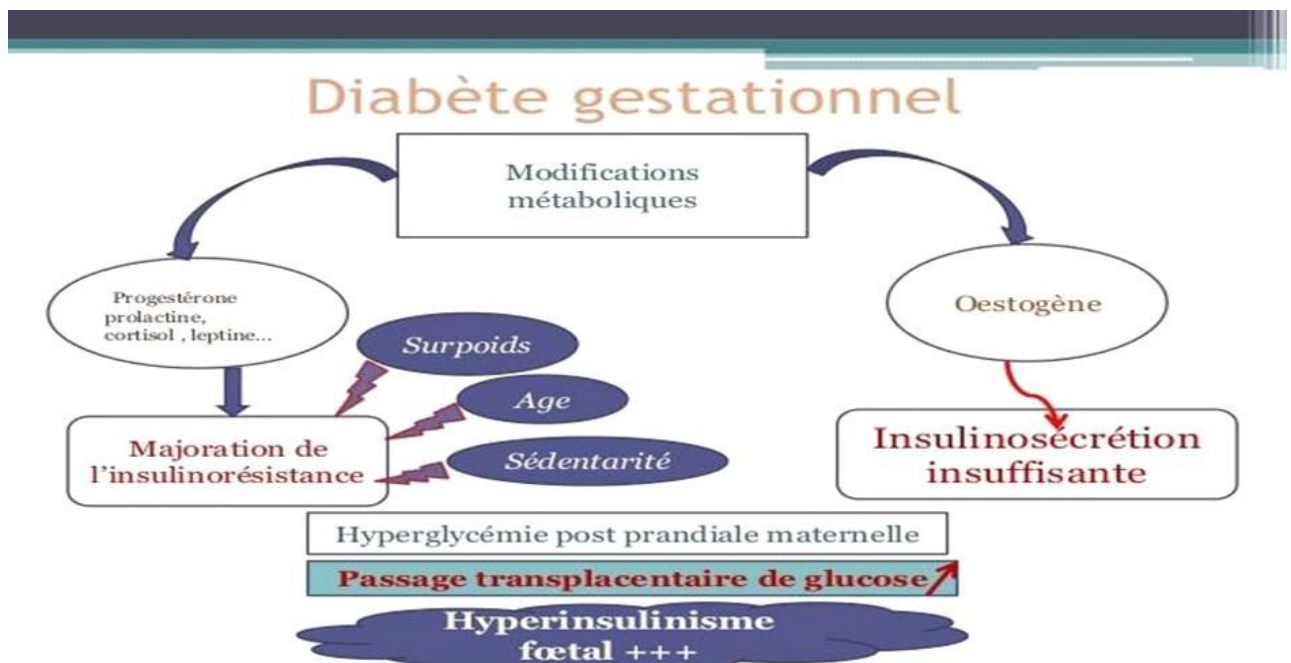 Diabète gestationnel
Modifications
métaboliques
Progestérone
prolactine,
cortisol , leptine...
Oestogène
Surpoids
Age
Sédentarité
Majoration de
l'insulinorésistance
Insulinosécrétion
insuffisante
Hyperglycémie post prandiale maternelle
Passage transplacentaire de glucose
Hyperinsulinisme
fœtal +++